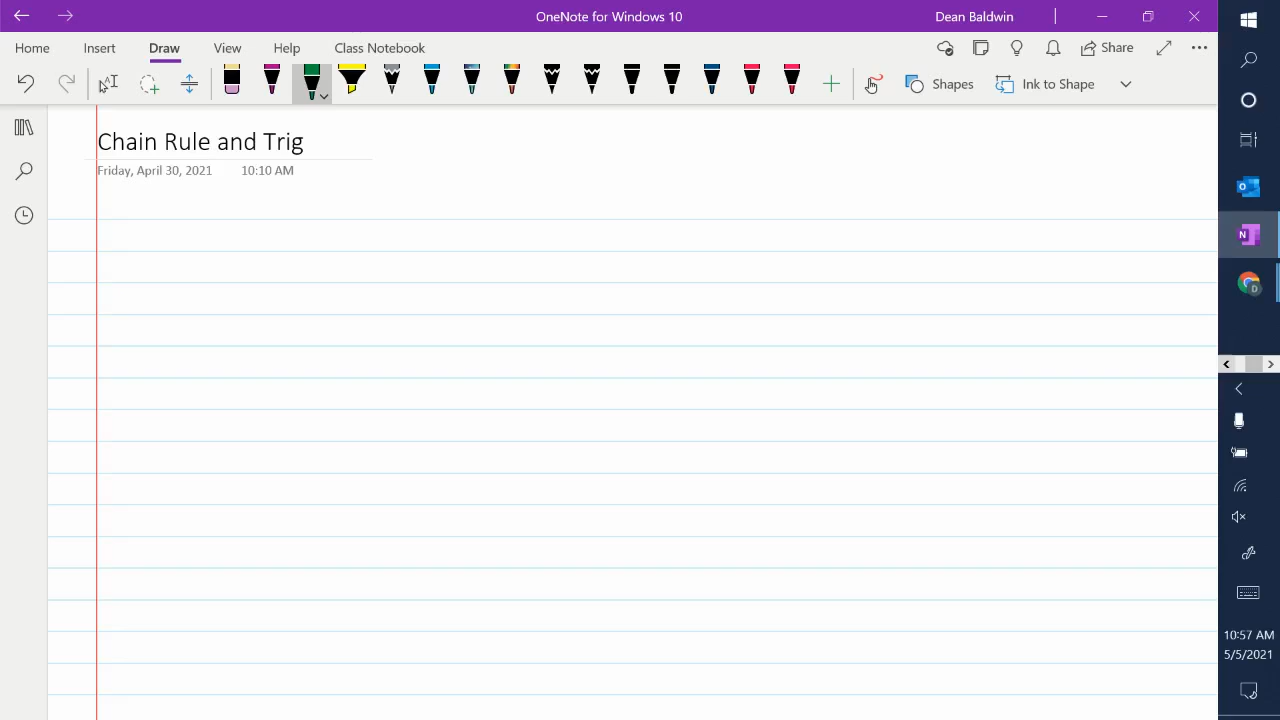 OneNote for Windows 10
Dean Baldwin
Home Insert Draw View Help Class Notebook
Share
Shapes Ink to Shape
Chain Rule and Trig
Friday, April 30, 2021 10:10 AM
O
N
D
10:57 AM
5/5/2021